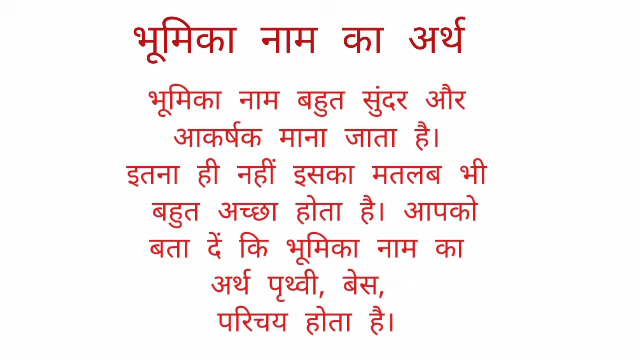 भूमिका नाम का अर्थ
भूमिका नाम बहुत सुंदर और
आकर्षक माना जाता है।
इतना ही नहीं इसका मतलब भी
बहुत अच्छा होता है। आपको
बता दें कि भूमिका नाम का
अर्थ पृथ्वी, बेस,
परिचय होता है।